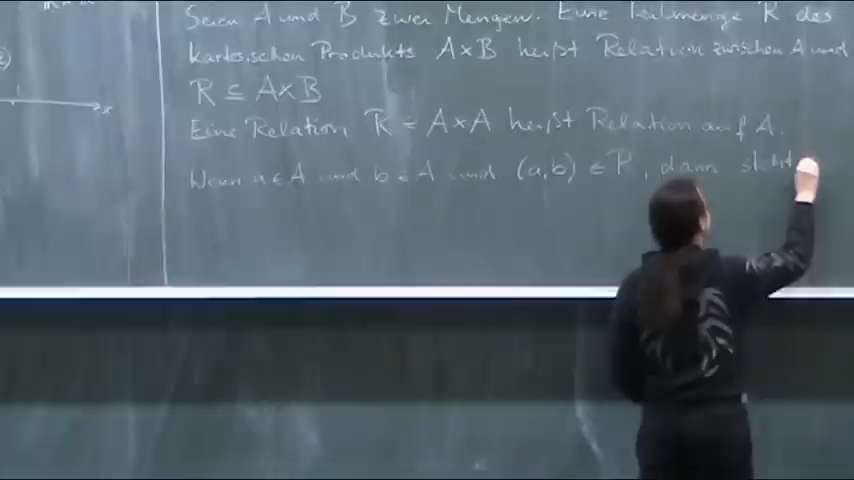 Seien A und B zwei Mengen. Eine Teilmenge R des
kartesischen Produkts A×B heißt Relation zwischen A und
R ⊆ A×B
Eine Relation R ⊆ A×A heißt Relation auf A.
Wenn a ∈ A und b ∈ A und (a,b) ∈ R, dann steht
x